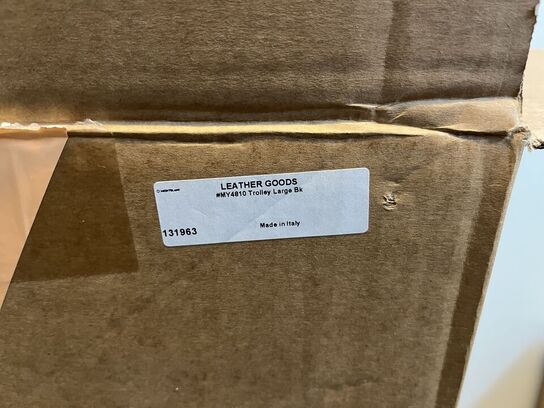 LEATHER GOODS
#MY4810 Trolley Large Bk
131963
Made in Italy